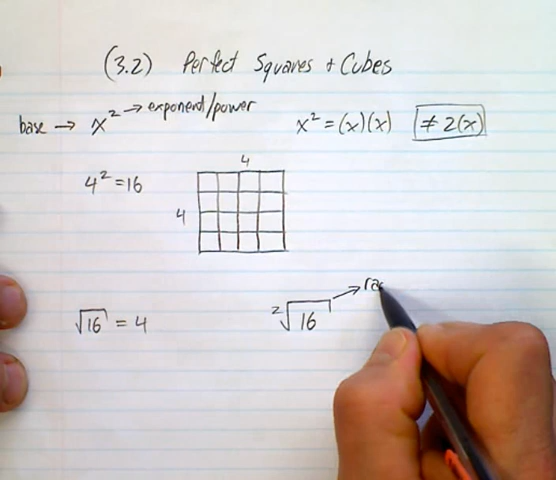 (3.2) Perfect Squares + Cubes
base → x² → exponent/power
x² = (x)(x) ≠ 2(x)
4² = 16
4
4
√16 = 4
²√16 →